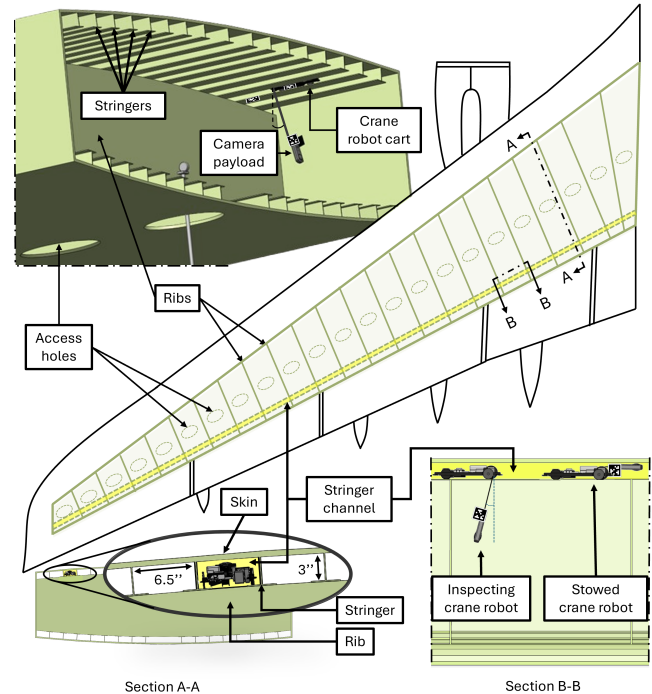 Stringers
Camera
payload
Crane
robot cart
A
Ribs
A
B
B
Access
holes
Skin
Stringer
channel
6.5’’
3’’
Inspecting
crane robot
Stowed
crane robot
Stringer
Rib
Section A-A
Section B-B